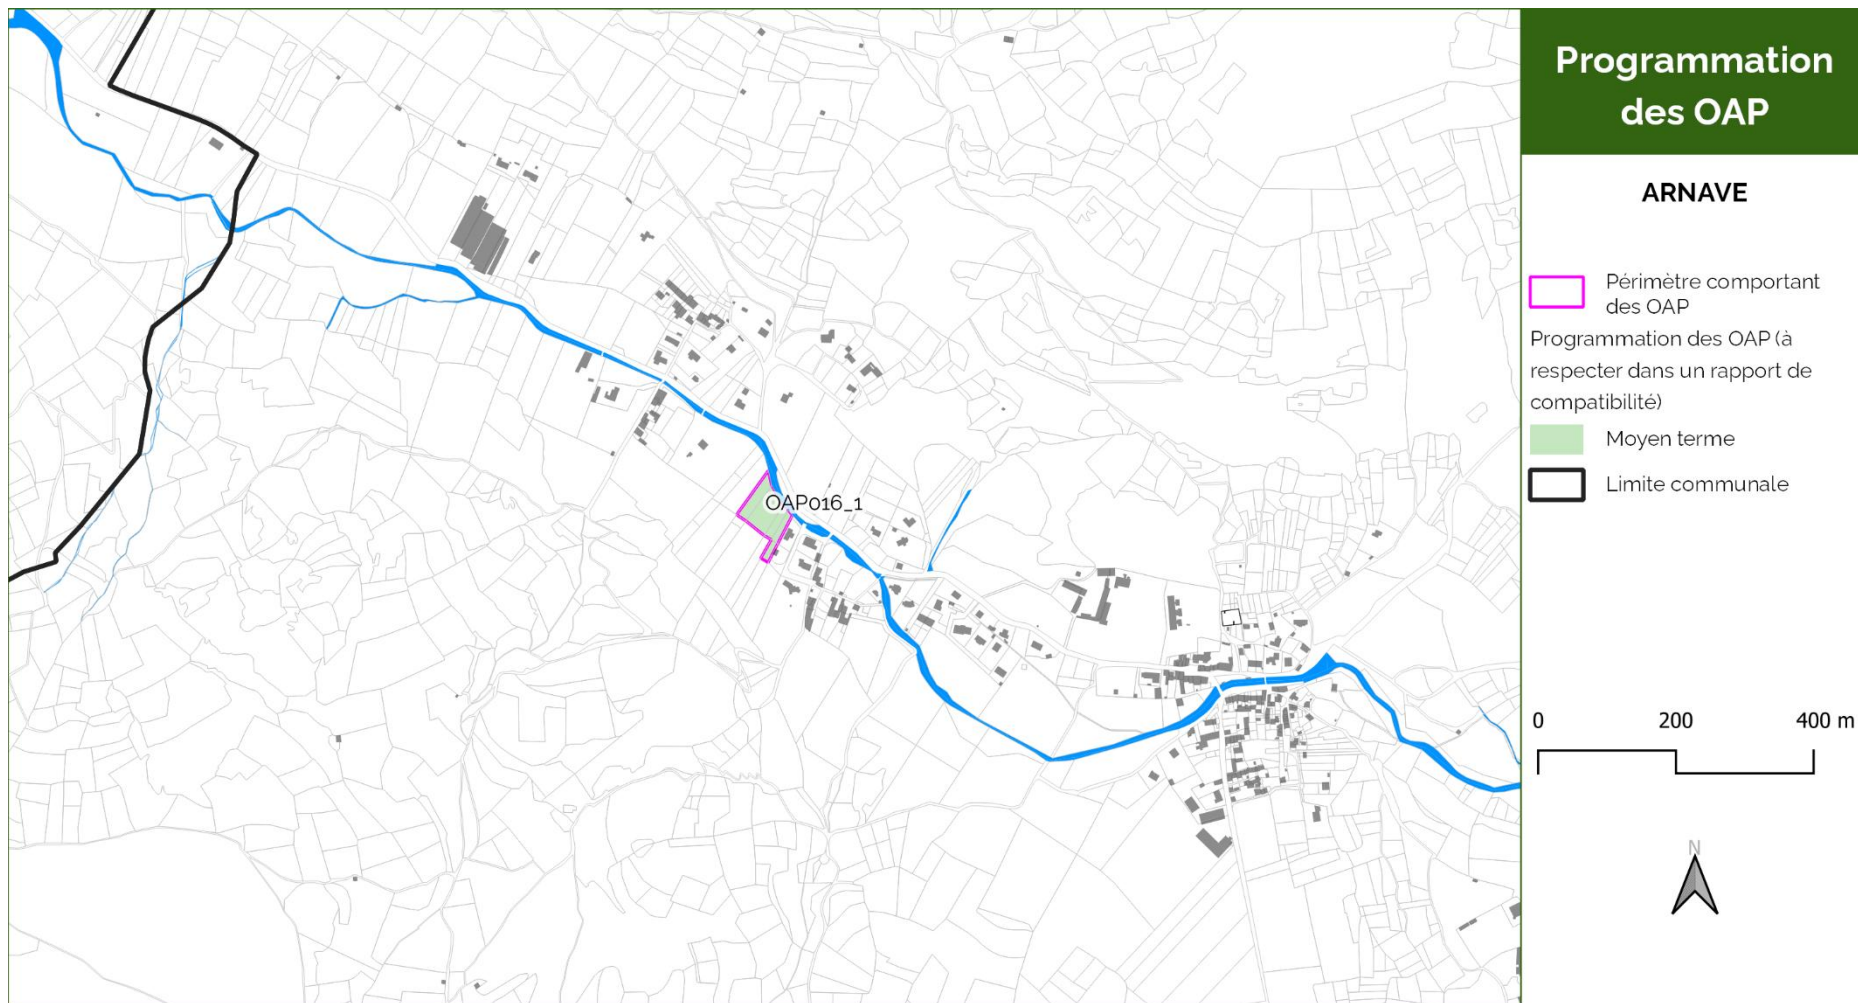 Programmation
des OAP
ARNAVE
Périmètre comportant
des OAP
Programmation des OAP (à
respecter dans un rapport de
compatibilité)
Moyen terme
Limite communale
OAP016_1
0 200 400 m
N